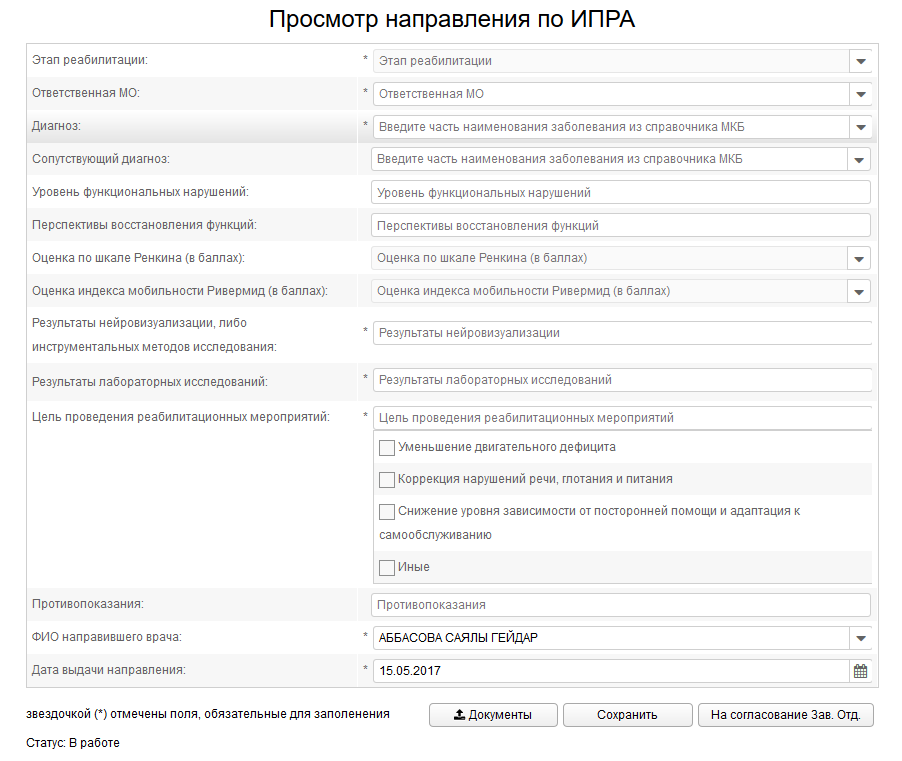 Просмотр направления по ИПРА
Этап реабилитации: * Этап реабилитации
Ответственная МО: * Ответственная МО
Диагноз: * Введите часть наименования заболевания из справочника МКБ
Сопутствующий диагноз: Введите часть наименования заболевания из справочника МКБ
Уровень функциональных нарушений: Уровень функциональных нарушений
Перспективы восстановления функций: Перспективы восстановления функций
Оценка по шкале Ренкина (в баллах): Оценка по шкале Ренкина (в баллах)
Оценка индекса мобильности Ривермид (в баллах): Оценка индекса мобильности Ривермид (в баллах)
Результаты нейровизуализации, либо
инструментальных методов исследования: * Результаты нейровизуализации
Результаты лабораторных исследований: * Результаты лабораторных исследований
Цель проведения реабилитационных мероприятий: * Цель проведения реабилитационных мероприятий
Уменьшение двигательного дефицита
Коррекция нарушений речи, глотания и питания
Снижение уровня зависимости от посторонней помощи и адаптация к
самообслуживанию
Иные
Противопоказания: Противопоказания
ФИО направившего врача: * АББАСОВА САЯЛЫ ГЕЙДАР
Дата выдачи направления: * 15.05.2017
звездочкой (*) отмечены поля, обязательные для заполенения Документы Сохранить На согласование Зав. Отд.
Статус: В работе